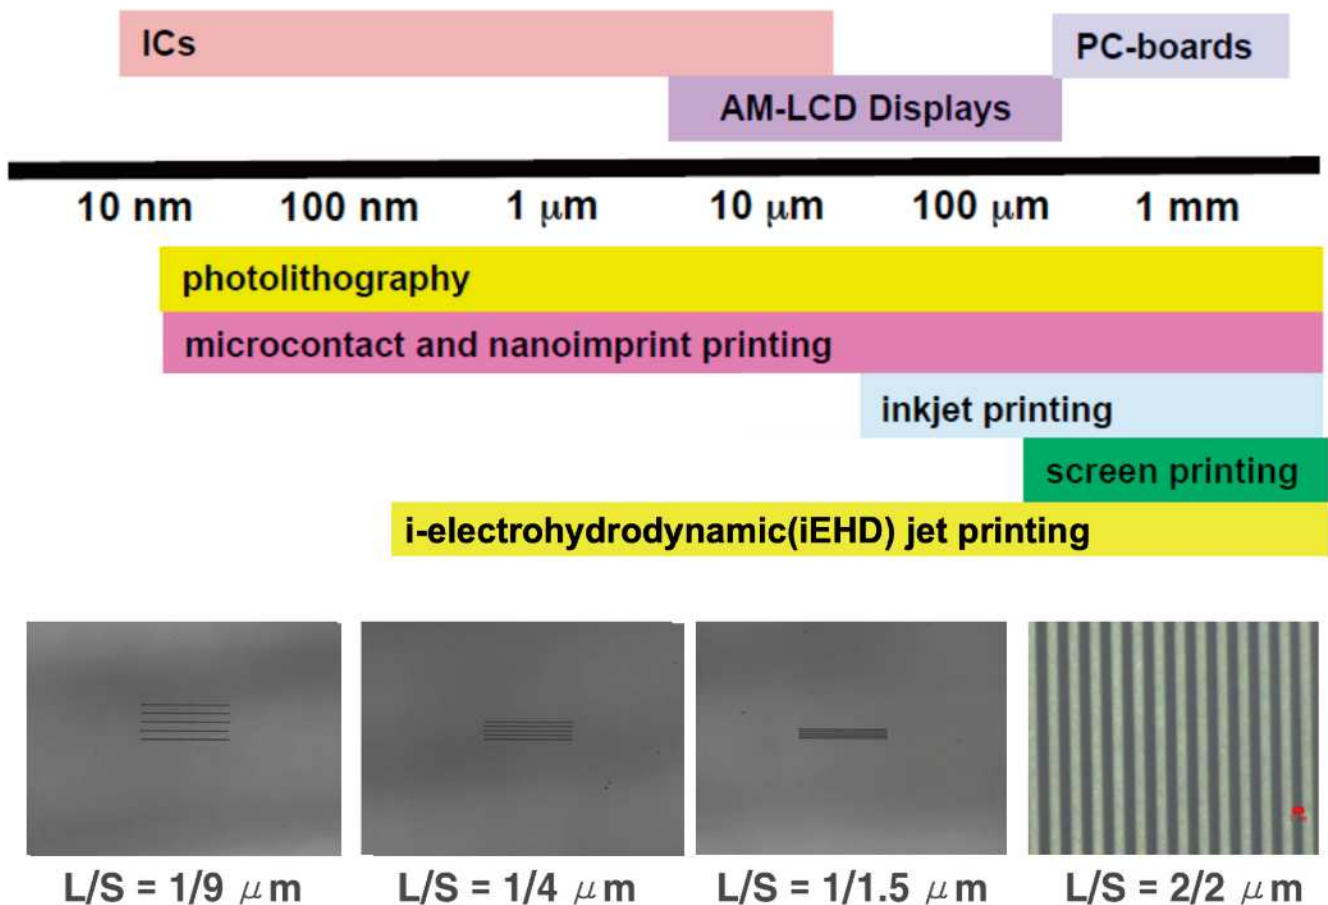 ICs
PC-boards
AM-LCD Displays
10 nm 100 nm 1 μm 10 μm 100 μm 1 mm
photolithography
microcontact and nanoimprint printing
inkjet printing
screen printing
i-electrohydrodynamic(iEHD) jet printing
L/S = 1/9 μm L/S = 1/4 μm L/S = 1/1.5 μm L/S = 2/2 μm